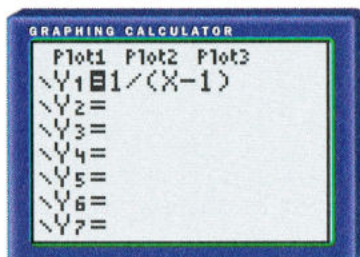 GRAPHING CALCULATOR
Plot1 Plot2 Plot3
\Y1=1/(X-1)
\Y2=
\Y3=
\Y4=
\Y5=
\Y6=
\Y7=